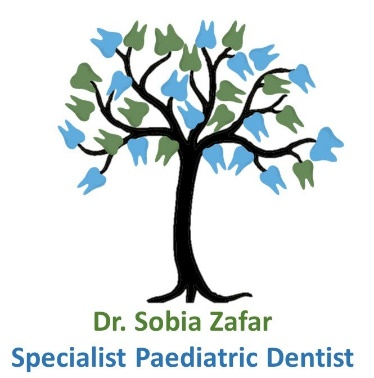 Dr. Sobia Zafar
Specialist Paediatric Dentist